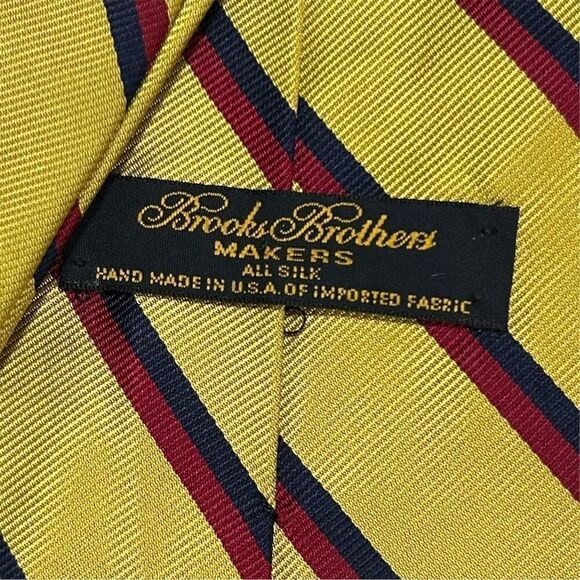 Brooks Brothers
MAKERS
ALL SILK
HAND MADE IN U.S.A. OF IMPORTED FABRIC